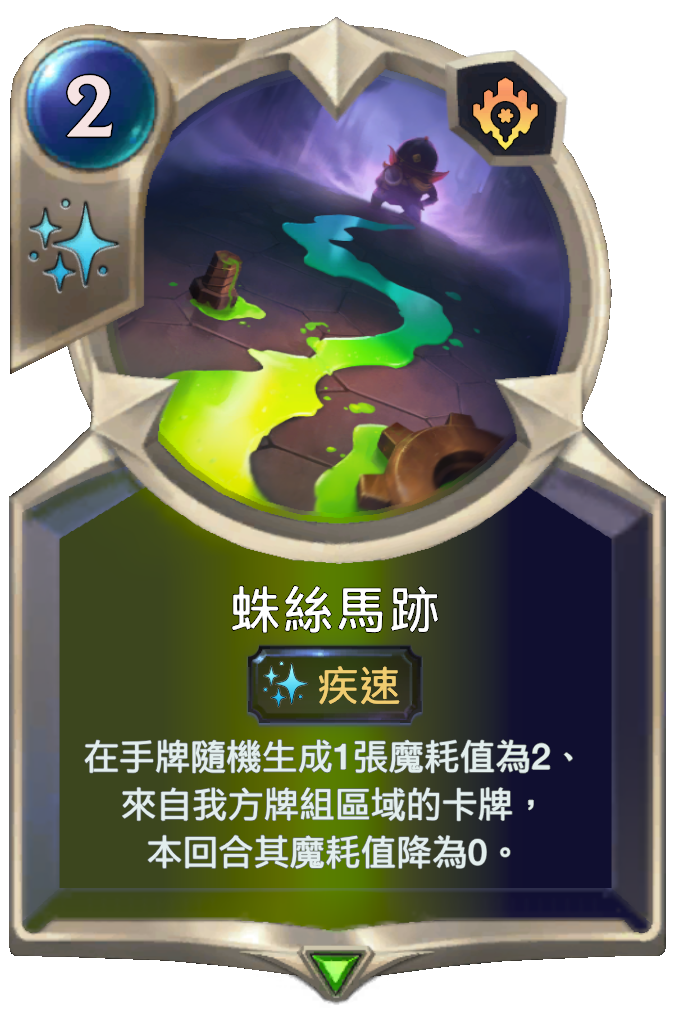 2
蛛絲馬跡
疾速
在手牌隨機生成1張魔耗值為2、
來自我方牌組區域的卡牌，
本回合其魔耗值降為0。